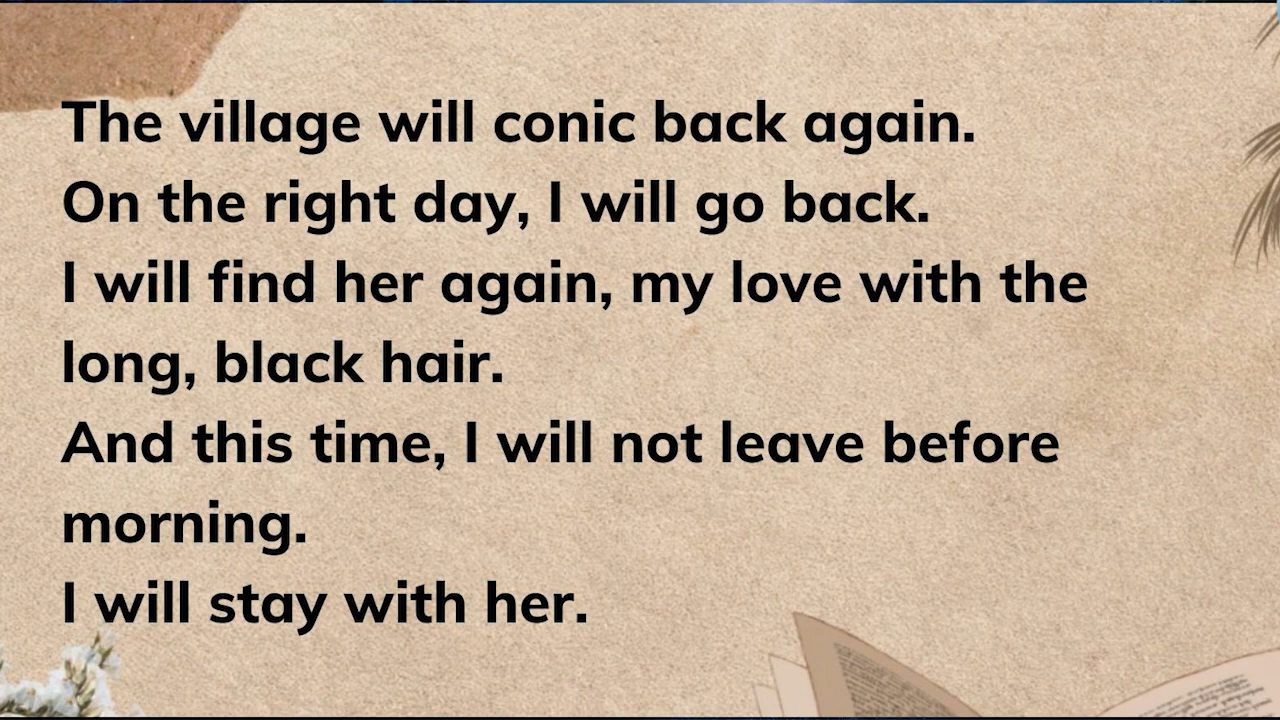 The village will conic back again.
On the right day, I will go back.
I will find her again, my love with the
long, black hair.
And this time, I will not leave before
morning.
I will stay with her.